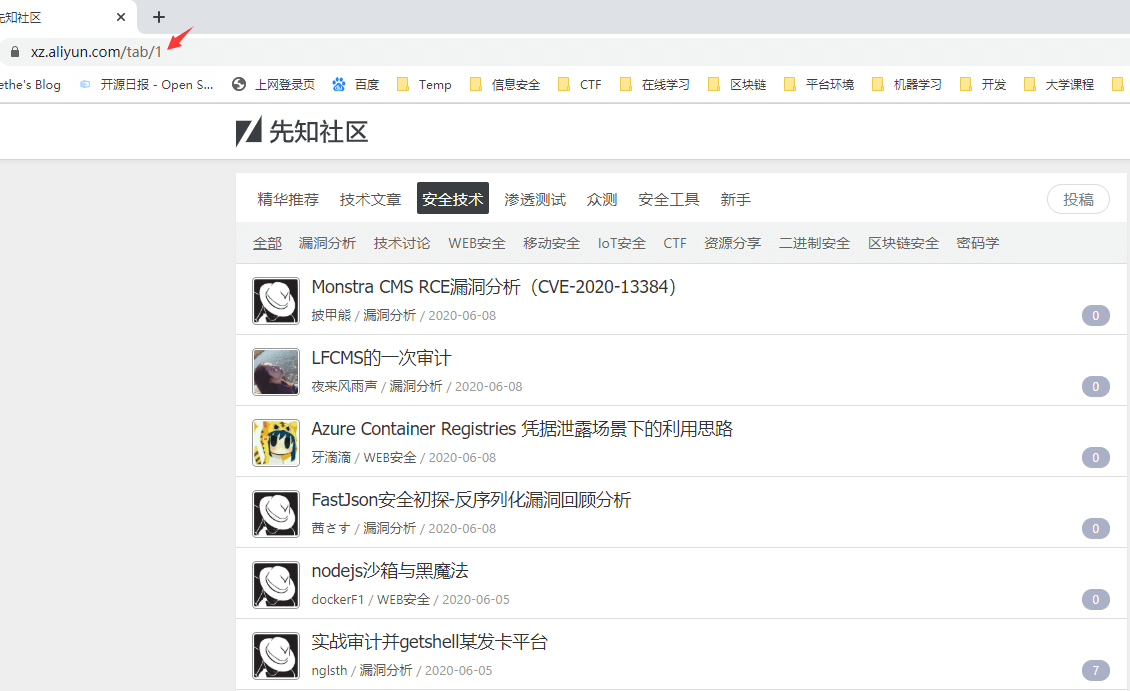 先知社区 × +
xz.aliyun.com/tab/1
ethe's Blog 开源日报 - Open S... 上网登录页 百度 Temp 信息安全 CTF 在线学习 区块链 平台环境 机器学习 开发 大学课程
先知社区
精华推荐 技术文章 安全技术 渗透测试 众测 安全工具 新手 投稿
全部 漏洞分析 技术讨论 WEB安全 移动安全 IoT安全 CTF 资源分享 二进制安全 区块链安全 密码学
Monstra CMS RCE漏洞分析（CVE-2020-13384）
披甲熊 / 漏洞分析 / 2020-06-08 0
LFCMS的一次审计
夜来风雨声 / 漏洞分析 / 2020-06-08 0
Azure Container Registries 凭据泄露场景下的利用思路
牙滴滴 / WEB安全 / 2020-06-08 0
FastJson安全初探-反序列化漏洞回顾分析
茜さす / 漏洞分析 / 2020-06-08 0
nodejs沙箱与黑魔法
dockerF1 / WEB安全 / 2020-06-05 0
实战审计并getshell某发卡平台
nglsth / 漏洞分析 / 2020-06-05 7